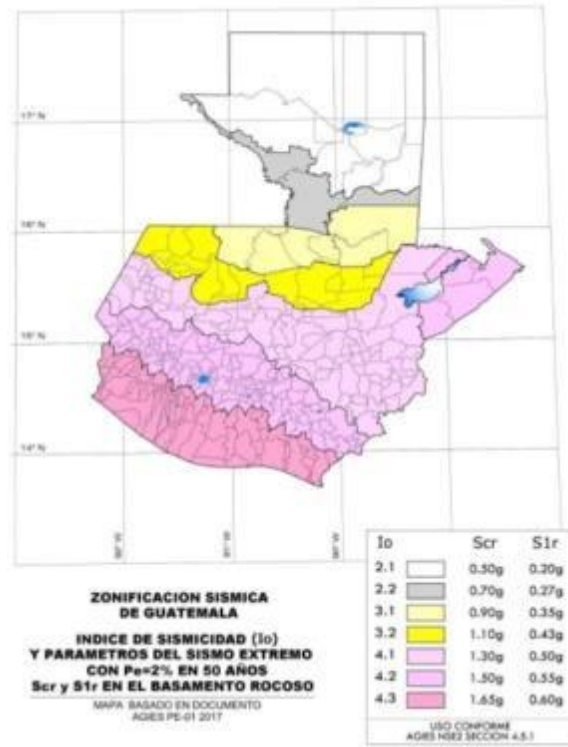 17° N
16° N
15° N
14° N
Io Scr S1r
2.1 0.50g 0.20g
2.2 0.70g 0.27g
3.1 0.90g 0.35g
3.2 1.10g 0.43g
4.1 1.30g 0.50g
4.2 1.50g 0.55g
4.3 1.65g 0.60g
USO CONFORME
AGIES NSE2 SECCION 4.5.1
ZONIFICACION SISMICA
DE GUATEMALA
INDICE DE SISMICIDAD (Io)
Y PARAMETROS DEL SISMO EXTREMO
CON Pe=2% EN 50 AÑOS
Scr y S1r EN EL BASAMENTO ROCOSO
MAPA BASADO EN DOCUMENTO
AGIES PE-01 2017